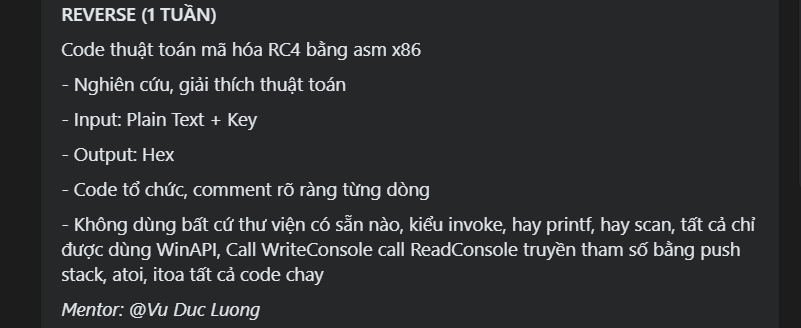 REVERSE (1 TUẦN)
Code thuật toán mã hóa RC4 bằng asm x86
- Nghiên cứu, giải thích thuật toán
- Input: Plain Text + Key
- Output: Hex
- Code tổ chức, comment rõ ràng từng dòng
- Không dùng bất cứ thư viện có sẵn nào, kiểu invoke, hay printf, hay scan, tất cả chỉ
được dùng WinAPI, Call WriteConsole call ReadConsole truyền tham số bằng push
stack, atoi, itoa tất cả code chay
Mentor: @Vu Duc Luong